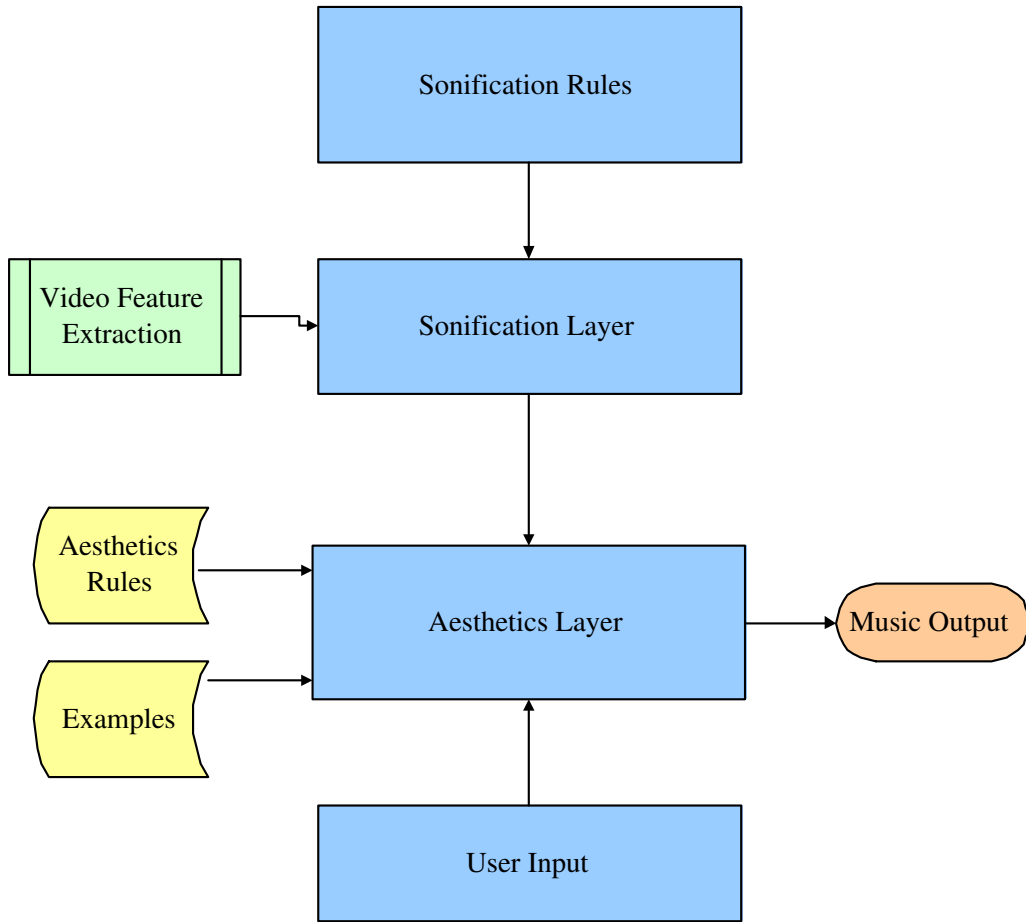 Sonification Rules
Video Feature
Extraction
Sonification Layer
Aesthetics
Rules
Aesthetics Layer
Music Output
Examples
User Input